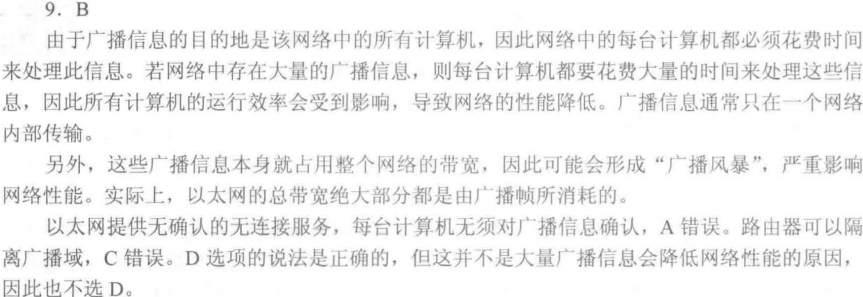 9. B
由于广播信息的目的地是该网络中的所有计算机，因此网络中的每台计算机都必须花费时间
来处理此信息。若网络中存在大量的广播信息，则每台计算机都要花费大量的时间来处理这些信
息，因此所有计算机的运行效率会受到影响，导致网络的性能降低。广播信息通常只在一个网络
内部传输。
另外，这些广播信息本身就占用整个网络的带宽，因此可能会形成“广播风暴”，严重影响
网络性能。实际上，以太网的总带宽绝大部分都是由广播帧所消耗的。
以太网提供无确认的无连接服务，每台计算机无须对广播信息确认，A 错误。路由器可以隔
离广播域，C 错误。D 选项的说法是正确的，但这并不是大量广播信息会降低网络性能的原因，
因此也不选 D。